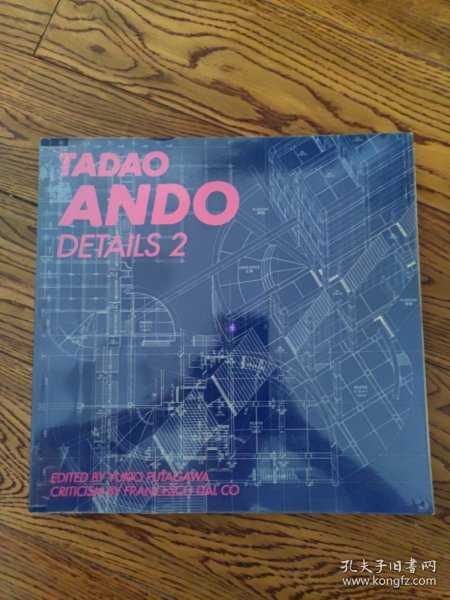 TADAO
ANDO
DETAILS 2
EDITED BY YUKIO FUTAGAWA
CRITICISM BY FRANCESCO DAL CO
孔夫子旧书网
www.kongfz.com